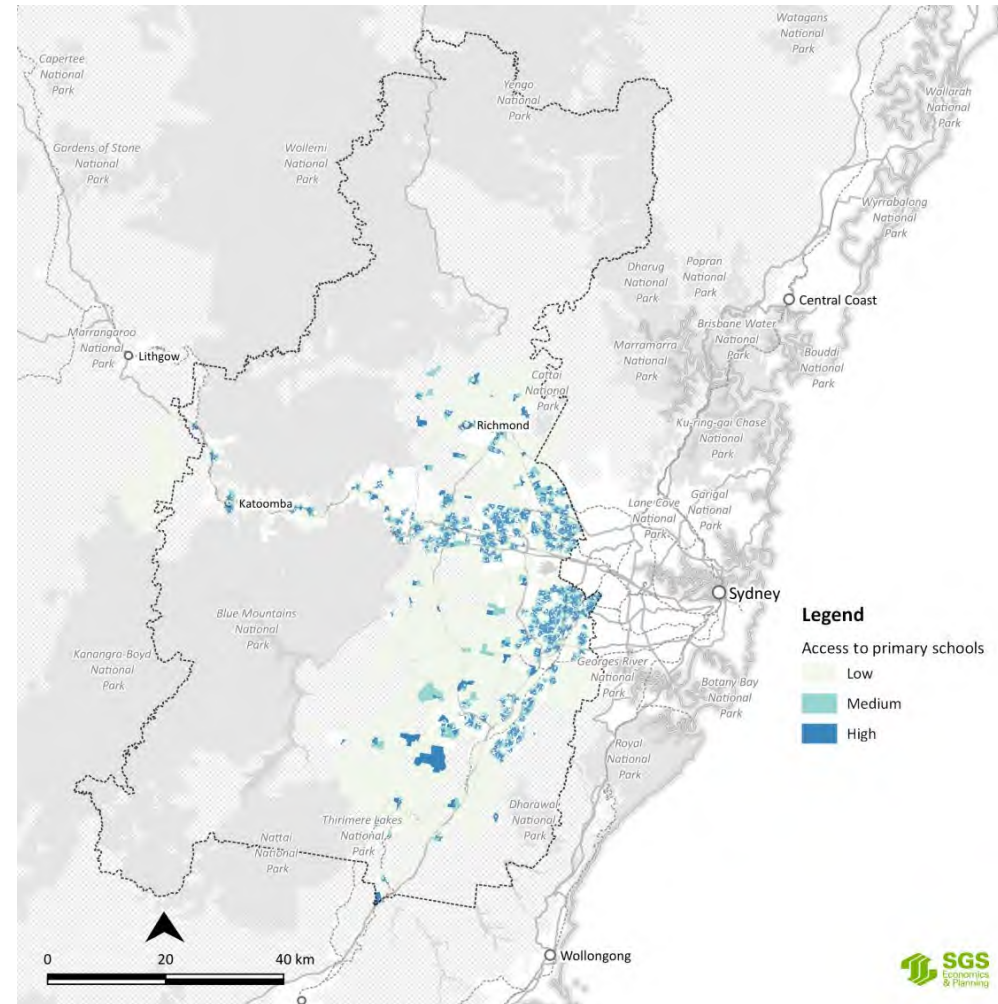 Watagans
National
Park
Capertee
National
Park
Yengo
National
Park
Wallarah
National
Park
Gardens of Stone
National
Park
Wollemi
National
Park
Wyrrabalong
National
Park
Dharug
National
Park
Popran
National
Park
Central Coast
Marrangaroo
National
Park
Lithgow
Brisbane Water
National
Park
Marramarra
National
Park
Bouddi
National
Park
Cattai
National
Park
Richmond
Ku-ring-gai Chase
National
Park
Katoomba
Lane Cove
National
Park
Garigal
National
Park
Sydney
Blue Mountains
National
Park
Legend
Access to primary schools
Low
Medium
High
Kanangra-Boyd
National
Park
Georges River
National
Park
Botany Bay
National
Park
Royal
National
Park
Thirlmere Lakes
National
Park
Dharawal
National
Park
Nattai
National
Park
0
20
40 km
Wollongong
SGS
Economics
& Planning